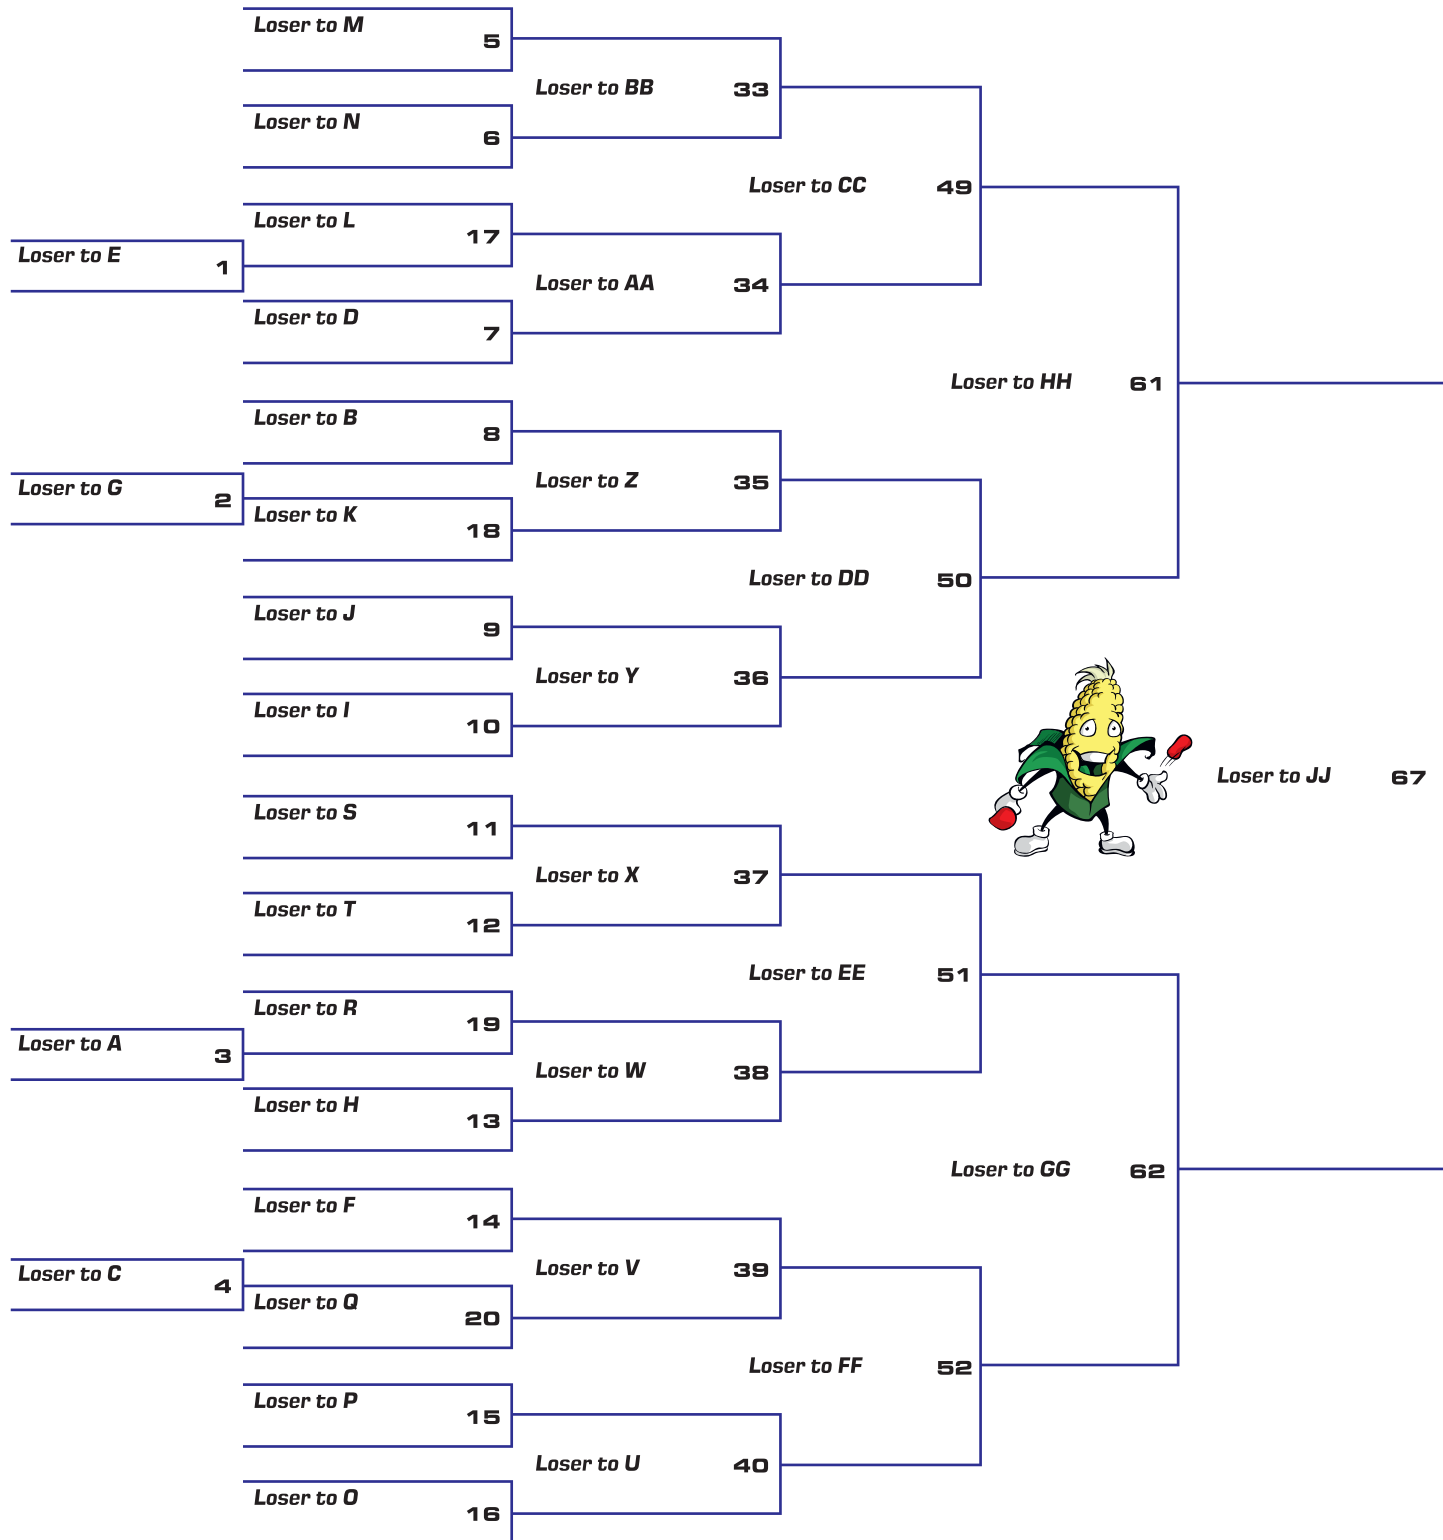 Loser to M
5
Loser to BB
33
Loser to N
6
Loser to CC
49
Loser to L
17
Loser to E
1
Loser to AA
34
Loser to D
7
Loser to HH
61
Loser to B
8
Loser to Z
35
Loser to G
2
Loser to K
18
Loser to DD
50
Loser to J
9
Loser to Y
36
Loser to I
10
Loser to JJ
67
Loser to S
11
Loser to X
37
Loser to T
12
Loser to EE
51
Loser to R
19
Loser to A
3
Loser to W
38
Loser to H
13
Loser to GG
62
Loser to F
14
Loser to V
39
Loser to C
4
Loser to Q
20
Loser to FF
52
Loser to P
15
Loser to U
40
Loser to O
16